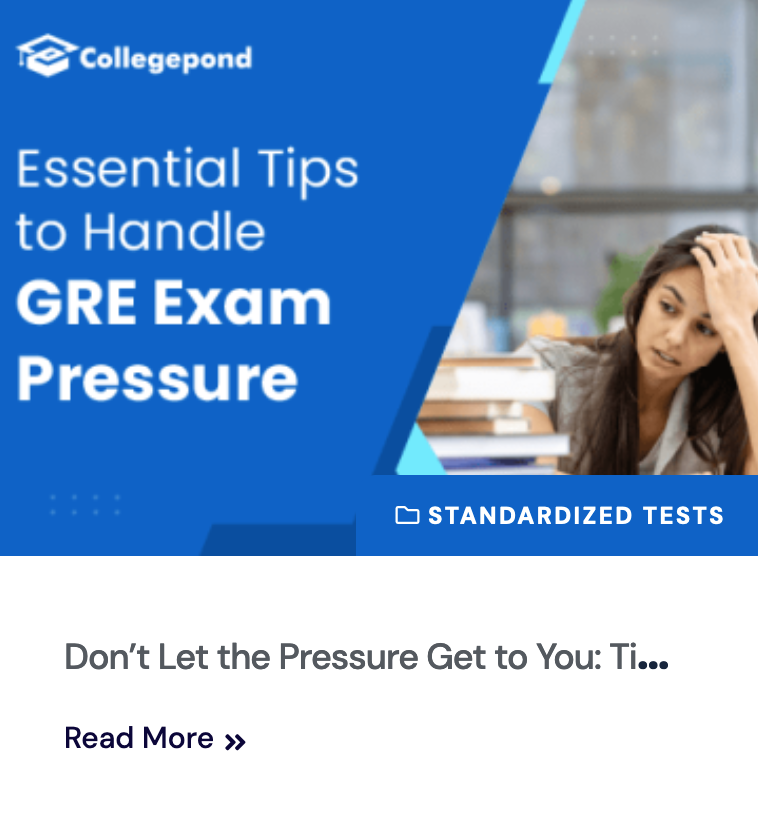 Collegepond
Essential Tips
to Handle
GRE Exam
Pressure
STANDARDIZED TESTS
Don’t Let the Pressure Get to You: Ti...
Read More »